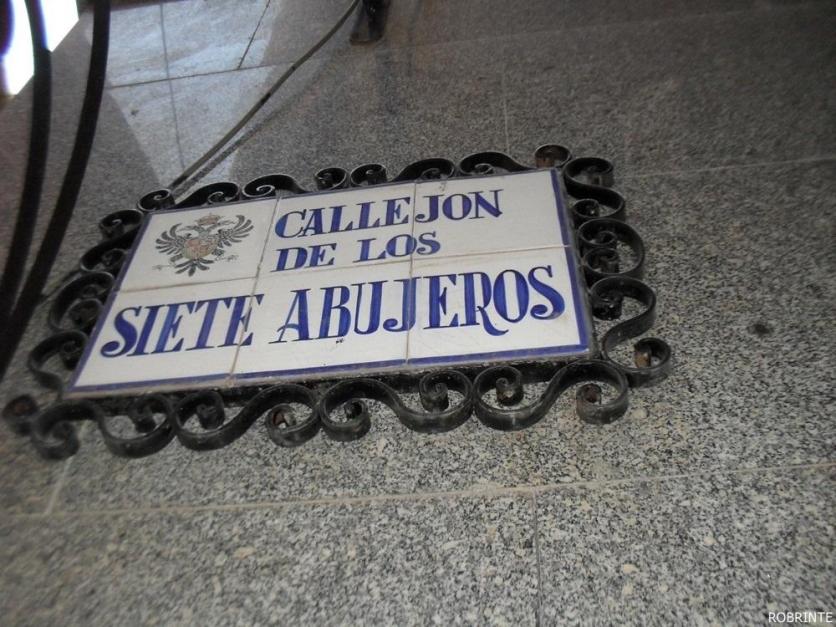 CALLEJON
DE LOS
SIETE ABUJEROS
ROBRINTE